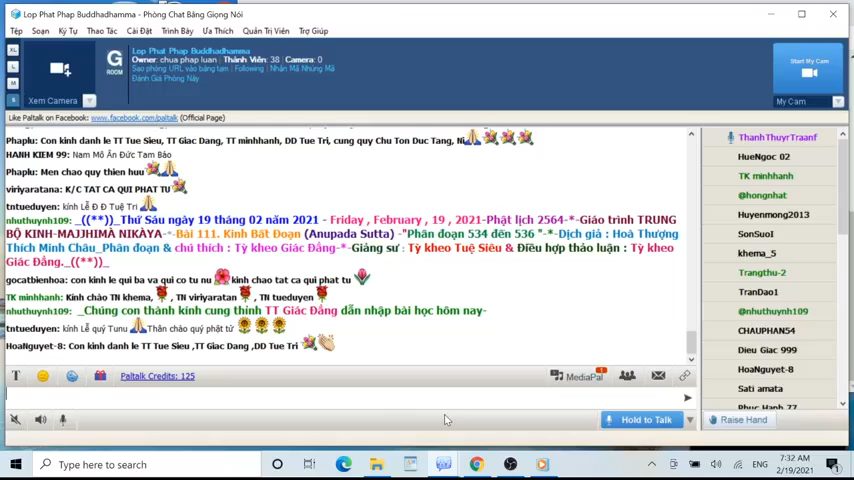 Lop Phat Phap Buddhadhamma - Phòng Chat Bằng Giọng Nói
Tệp Soạn Ký Tự Thao Tác Cài Đặt Trình Bày Ưa Thích Quản Trị Viên Trợ Giúp
XL
L
M
S
Xem Camera
G
ROOM
Lop Phat Phap Buddhadhamma
Owner: chua phap luan | Thành Viên: 38 | Camera: 0
Sao phỏng URL vào bảng tạm | Following | Nhắn Mã Nhúng Mã
Đánh Giá Phòng Này
Start My Cam
My Cam
Like Paltalk on Facebook: www.facebook.com/paltalk (Official Page)
Phaplu: Con kinh danh le TT Tue Sieu, TT Giac Dang, TT minhhanh, DD Tue Tri, cung quy Chu Ton Duc Tang, Ni
HANH KIEM 99: Nam Mô Ân Đức Tam Bảo
Phaplu: Men chao quy thien huu
viriyaratana: K/C TAT CA QUI PHAT TU
tntueduyen: kính Lễ Đ Đ Tuệ Trị
nhuthuynh109: _((**))_Thứ Sáu ngày 19 tháng 02 năm 2021 - Friday , February , 19 , 2021-Phật lịch 2564-*-Giáo trình TRUNG
BỘ KINH-MAJJHIMA NIKÀYA-*-Bài 111. Kinh Bất Đoạn (Anupada Sutta) -"Phân đoạn 534 đến 536 "-*-Dịch giả : Hoà Thượng
Thích Minh Châu_Phân đoạn & chú thích : Tỳ kheo Giác Đẳng-*-Giảng sư : Tỳ kheo Tuệ Siêu & Điều hợp thảo luận : Tỳ kheo
Giác Đẳng._((**))_
gocatbienhoa: con kinh le qui ba va qui co tu nu kinh chao tat ca qui phat tu
TK minhhanh: Kính chào TN khema, , TN viriyaratan , TN tueduyen
nhuthuynh109: _Chúng con thành kính cung thỉnh TT Giác Đẳng dẫn nhập bài học hôm nay-
tntueduyen: kính Lễ quý Tunu Thân chào quý phật tử
HoaNguyet-8: Con kinh danh le TT Tue Sieu ,TT Giac Dang ,DD Tue Tri
T Paltalk Credits: 125 MediaPal 1
Hold to Talk
Raise Hand
ThanhThuyrTraanf
HueNgoc 02
TK minhhanh
@hongnhat
Huyenmong2013
SonSuoI
khema_5
Trangthu-2
TranDao1
@nhuthuynh109
CHAUPHAN54
Dieu Giac 999
HoaNguyet-8
Sati amata
Phuc Hanh 77
Type here to search
ENG
7:32 AM
2/19/2021
1